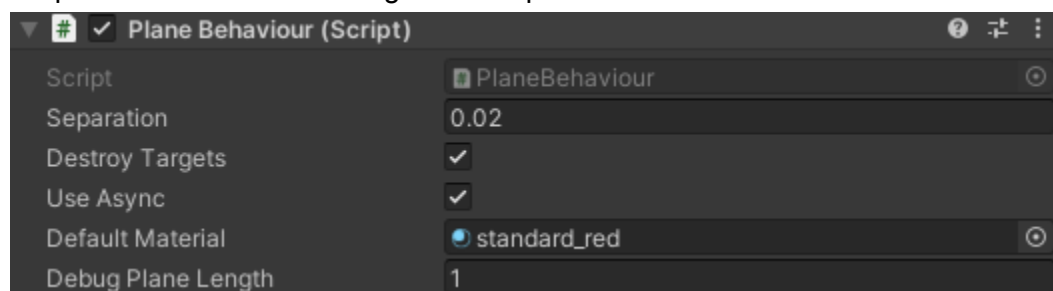 Plane Behaviour (Script)
Script PlaneBehaviour
Separation 0.02
Destroy Targets
Use Async
Default Material standard_red
Debug Plane Length 1